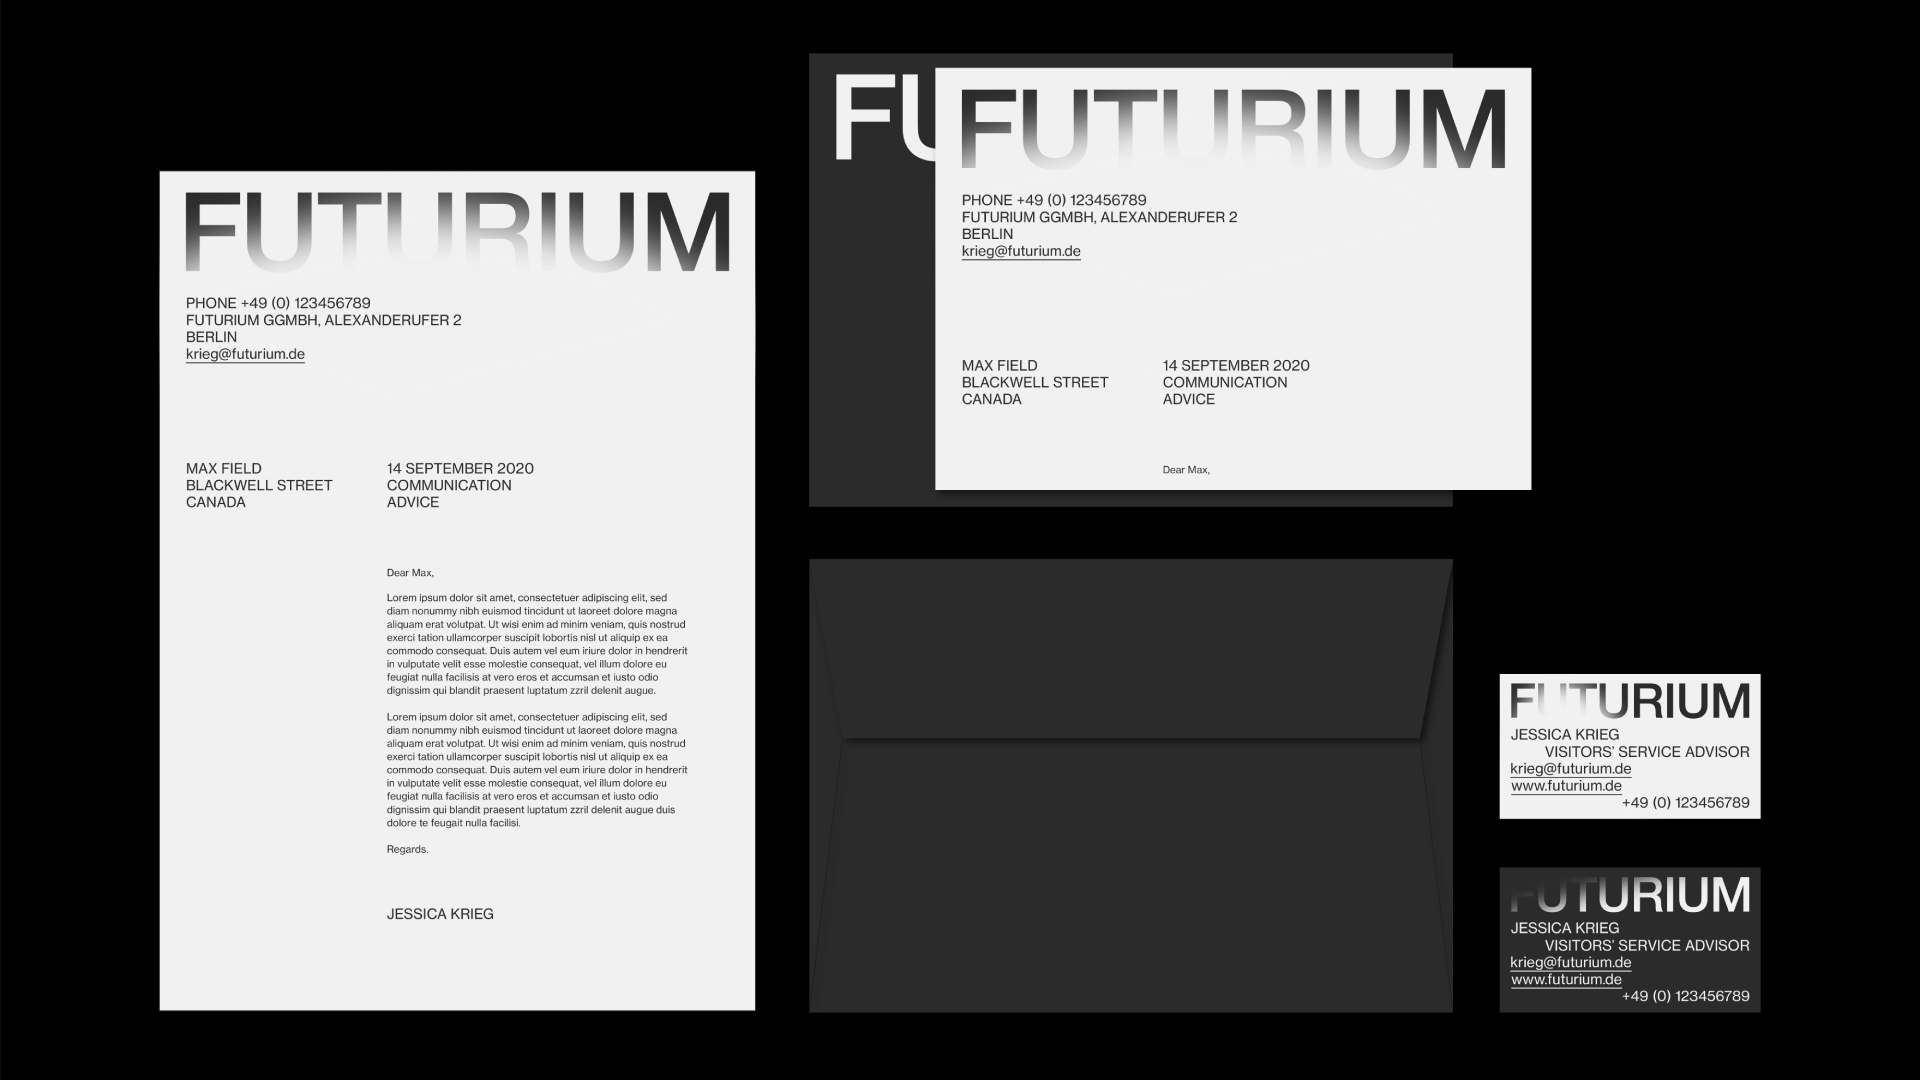 FUTURIUM
PHONE +49 (0) 123456789
FUTURIUM GGMBH, ALEXANDERUFER 2
BERLIN
krieg@futurium.de
MAX FIELD
BLACKWELL STREET
CANADA
14 SEPTEMBER 2020
COMMUNICATION
ADVICE
Dear Max,
Lorem ipsum dolor sit amet, consectetuer adipiscing elit, sed
diam nonummy nibh euismod tincidunt ut laoreet dolore magna
aliquam erat volutpat. Ut wisi enim ad minim veniam, quis nostrud
exerci tation ullamcorper suscipit lobortis nisl ut aliquip ex ea
commodo consequat. Duis autem vel eum iriure dolor in hendrerit
in vulputate velit esse molestie consequat, vel illum dolore eu
feugiat nulla facilisis at vero eros et accumsan et iusto odio
dignissim qui blandit praesent luptatum zzril delenit augue.
Lorem ipsum dolor sit amet, consectetuer adipiscing elit, sed
diam nonummy nibh euismod tincidunt ut laoreet dolore magna
aliquam erat volutpat. Ut wisi enim ad minim veniam, quis nostrud
exerci tation ullamcorper suscipit lobortis nisl ut aliquip ex ea
commodo consequat. Duis autem vel eum iriure dolor in hendrerit
in vulputate velit esse molestie consequat, vel illum dolore eu
feugiat nulla facilisis at vero eros et accumsan et iusto odio
dignissim qui blandit praesent luptatum zzril delenit augue duis
dolore te feugait nulla facilisi.
Regards.
JESSICA KRIEG
FU
FUTURIUM
PHONE +49 (0) 123456789
FUTURIUM GGMBH, ALEXANDERUFER 2
BERLIN
krieg@futurium.de
MAX FIELD
BLACKWELL STREET
CANADA
14 SEPTEMBER 2020
COMMUNICATION
ADVICE
Dear Max,
FUTURIUM
JESSICA KRIEG
VISITORS' SERVICE ADVISOR
krieg@futurium.de
www.futurium.de
+49 (0) 123456789
FUTURIUM
JESSICA KRIEG
VISITORS' SERVICE ADVISOR
krieg@futurium.de
www.futurium.de
+49 (0) 123456789